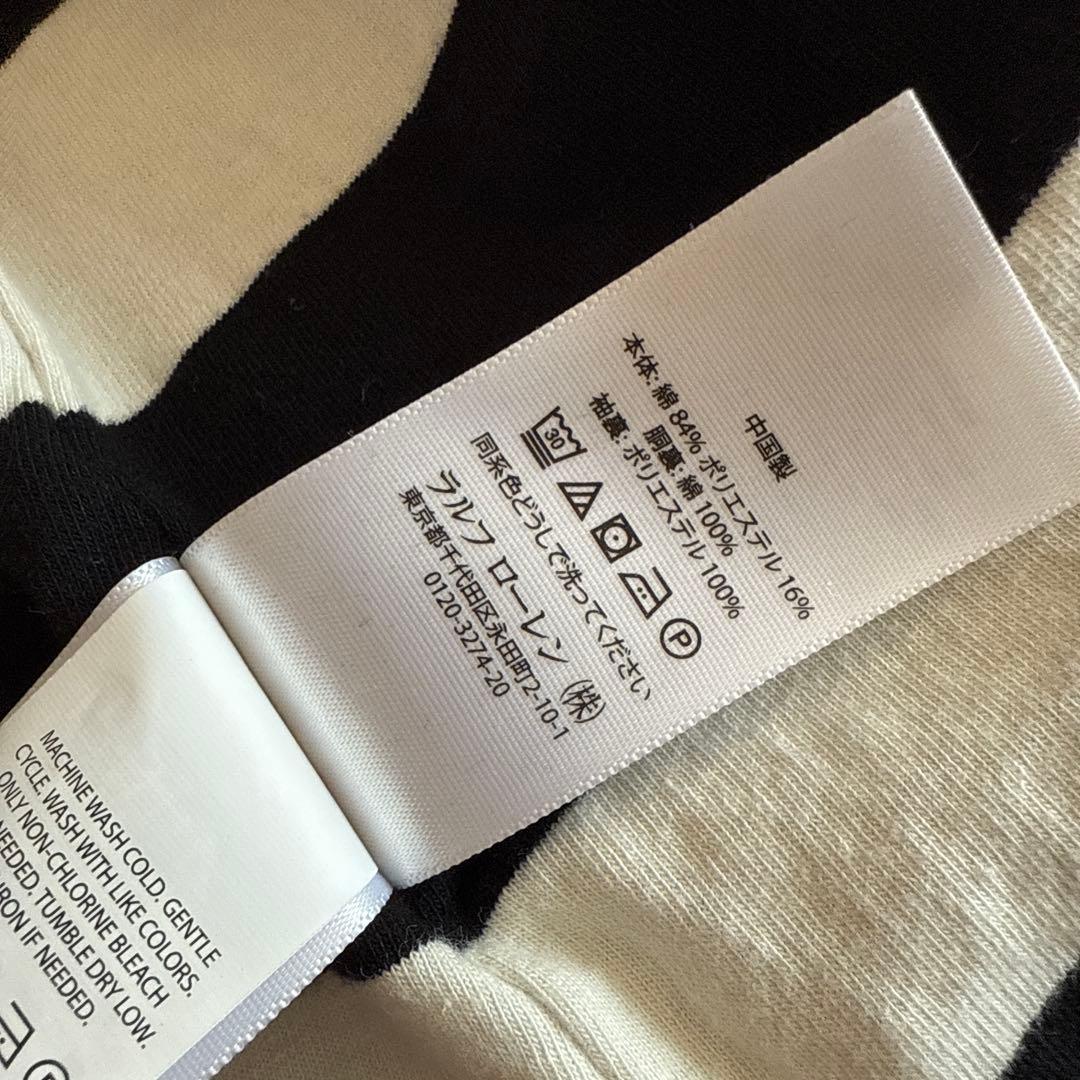 中国製
本体: 綿 84% ポリエステル 16%
胴裏: 綿 100%
袖裏: ポリエステル 100%
30
P
同系色どうしで洗ってください
ラルフ ローレン (株)
東京都千代田区永田町2-10-1
0120-3274-20
MACHINE WASH COLD. GENTLE
CYCLE. WASH WITH LIKE COLORS.
ONLY NON-CHLORINE BLEACH
NEEDED. TUMBLE DRY LOW.
IRON IF NEEDED.